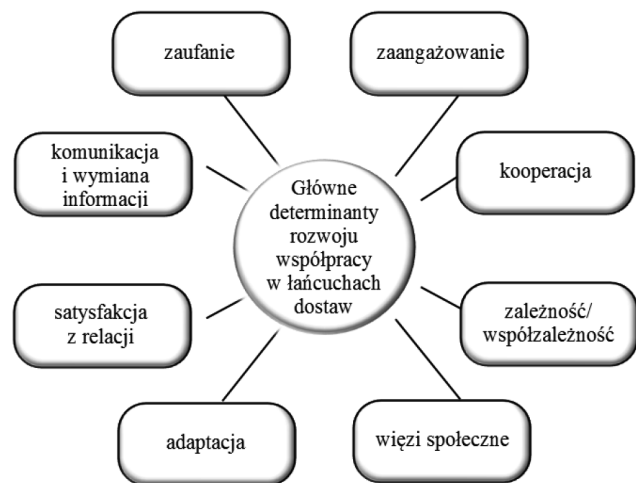 zaufanie
zaangażowanie
komunikacja
i wymiana
informacji
kooperacja
Główne
determinanty
rozwoju
współpracy
w łańcuchach
dostaw
satysfakcja
z relacji
zależność/
współzależność
adaptacja
więzi społeczne